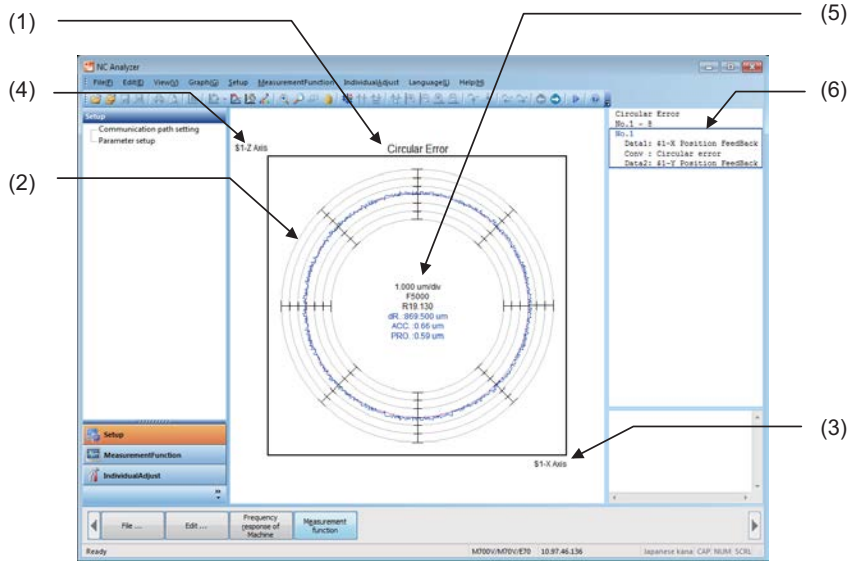 (1)
(5)
NC Analyzer
File(F) Edit(E) View(V) Graph(G) Setup MeasurementFunction IndividualAdjust Language(L) Help(H)
(4)
(6)
Setup
Communication path setting
Parameter setup
$1-Z Axis
Circular Error
Circular Error
No.1 - 8
No.1
Data1: $1-X Position FeedBack
Conv : Circular error
Data2: $1-Y Position FeedBack
(2)
1.000 um/div
F5000
R19.130
dR.:869.500 um
ACC.:0.66 um
PRO.:0.59 um
(3)
Setup
MeasurementFunction
IndividualAdjust
$1-X Axis
File ...
Edit ...
Frequency response of Machine
Measurement function
Ready
M700V/M70V/E70 10.97.46.136
Japanese kana CAP NUM SCRL